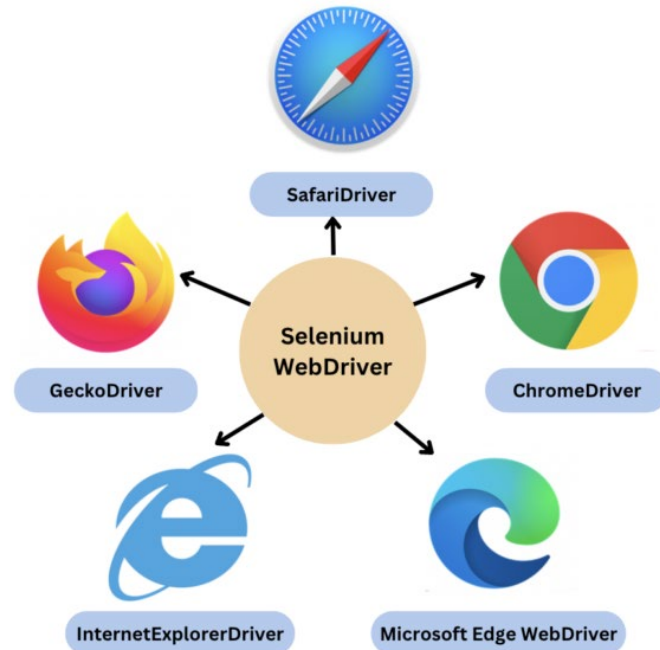 SafariDriver
Selenium
WebDriver
GeckoDriver
ChromeDriver
InternetExplorerDriver
Microsoft Edge WebDriver